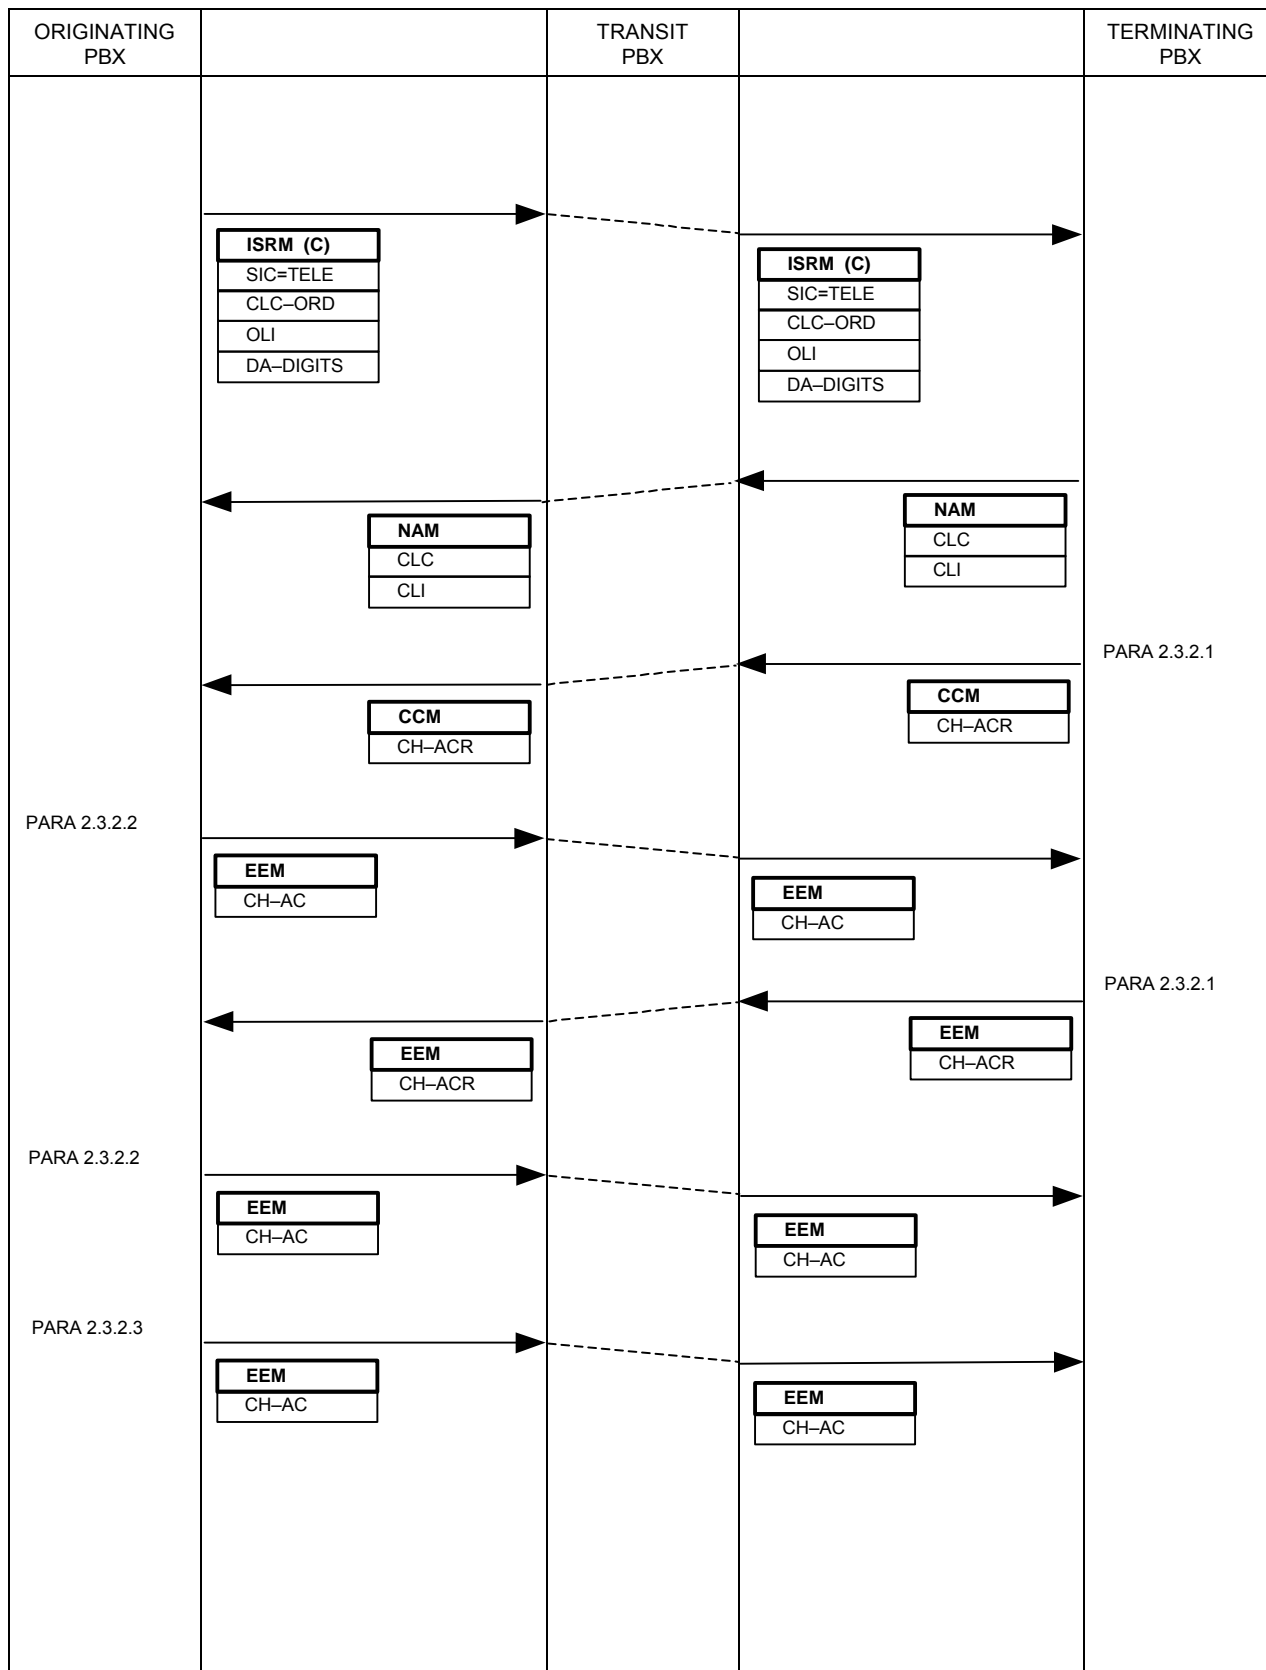 ORIGINATING
PBX
TRANSIT
PBX
TERMINATING
PBX
ISRM (C)
SIC=TELE
CLC–ORD
OLI
DA–DIGITS
ISRM (C)
SIC=TELE
CLC–ORD
OLI
DA–DIGITS
NAM
CLC
CLI
NAM
CLC
CLI
PARA 2.3.2.1
CCM
CH–ACR
CCM
CH–ACR
PARA 2.3.2.2
EEM
CH–AC
EEM
CH–AC
PARA 2.3.2.1
EEM
CH–ACR
EEM
CH–ACR
PARA 2.3.2.2
EEM
CH–AC
EEM
CH–AC
PARA 2.3.2.3
EEM
CH–AC
EEM
CH–AC